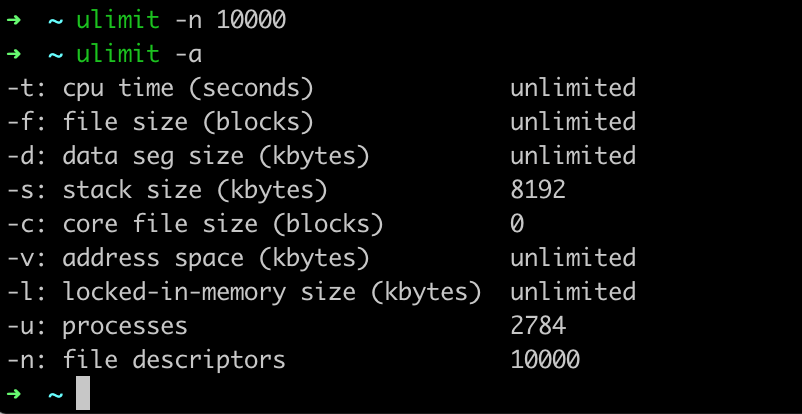 ➜  ~ ulimit -n 10000
➜  ~ ulimit -a
-t: cpu time (seconds)              unlimited
-f: file size (blocks)              unlimited
-d: data seg size (kbytes)          unlimited
-s: stack size (kbytes)             8192
-c: core file size (blocks)         0
-v: address space (kbytes)          unlimited
-l: locked-in-memory size (kbytes)  unlimited
-u: processes                       2784
-n: file descriptors                10000
➜  ~